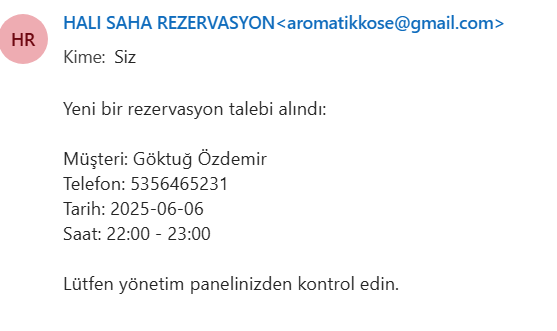 HR
HALI SAHA REZERVASYON<aromatikkose@gmail.com>
Kime: Siz
Yeni bir rezervasyon talebi alındı:
Müşteri: Göktuğ Özdemir
Telefon: 5356465231
Tarih: 2025-06-06
Saat: 22:00 - 23:00
Lütfen yönetim panelinizden kontrol edin.